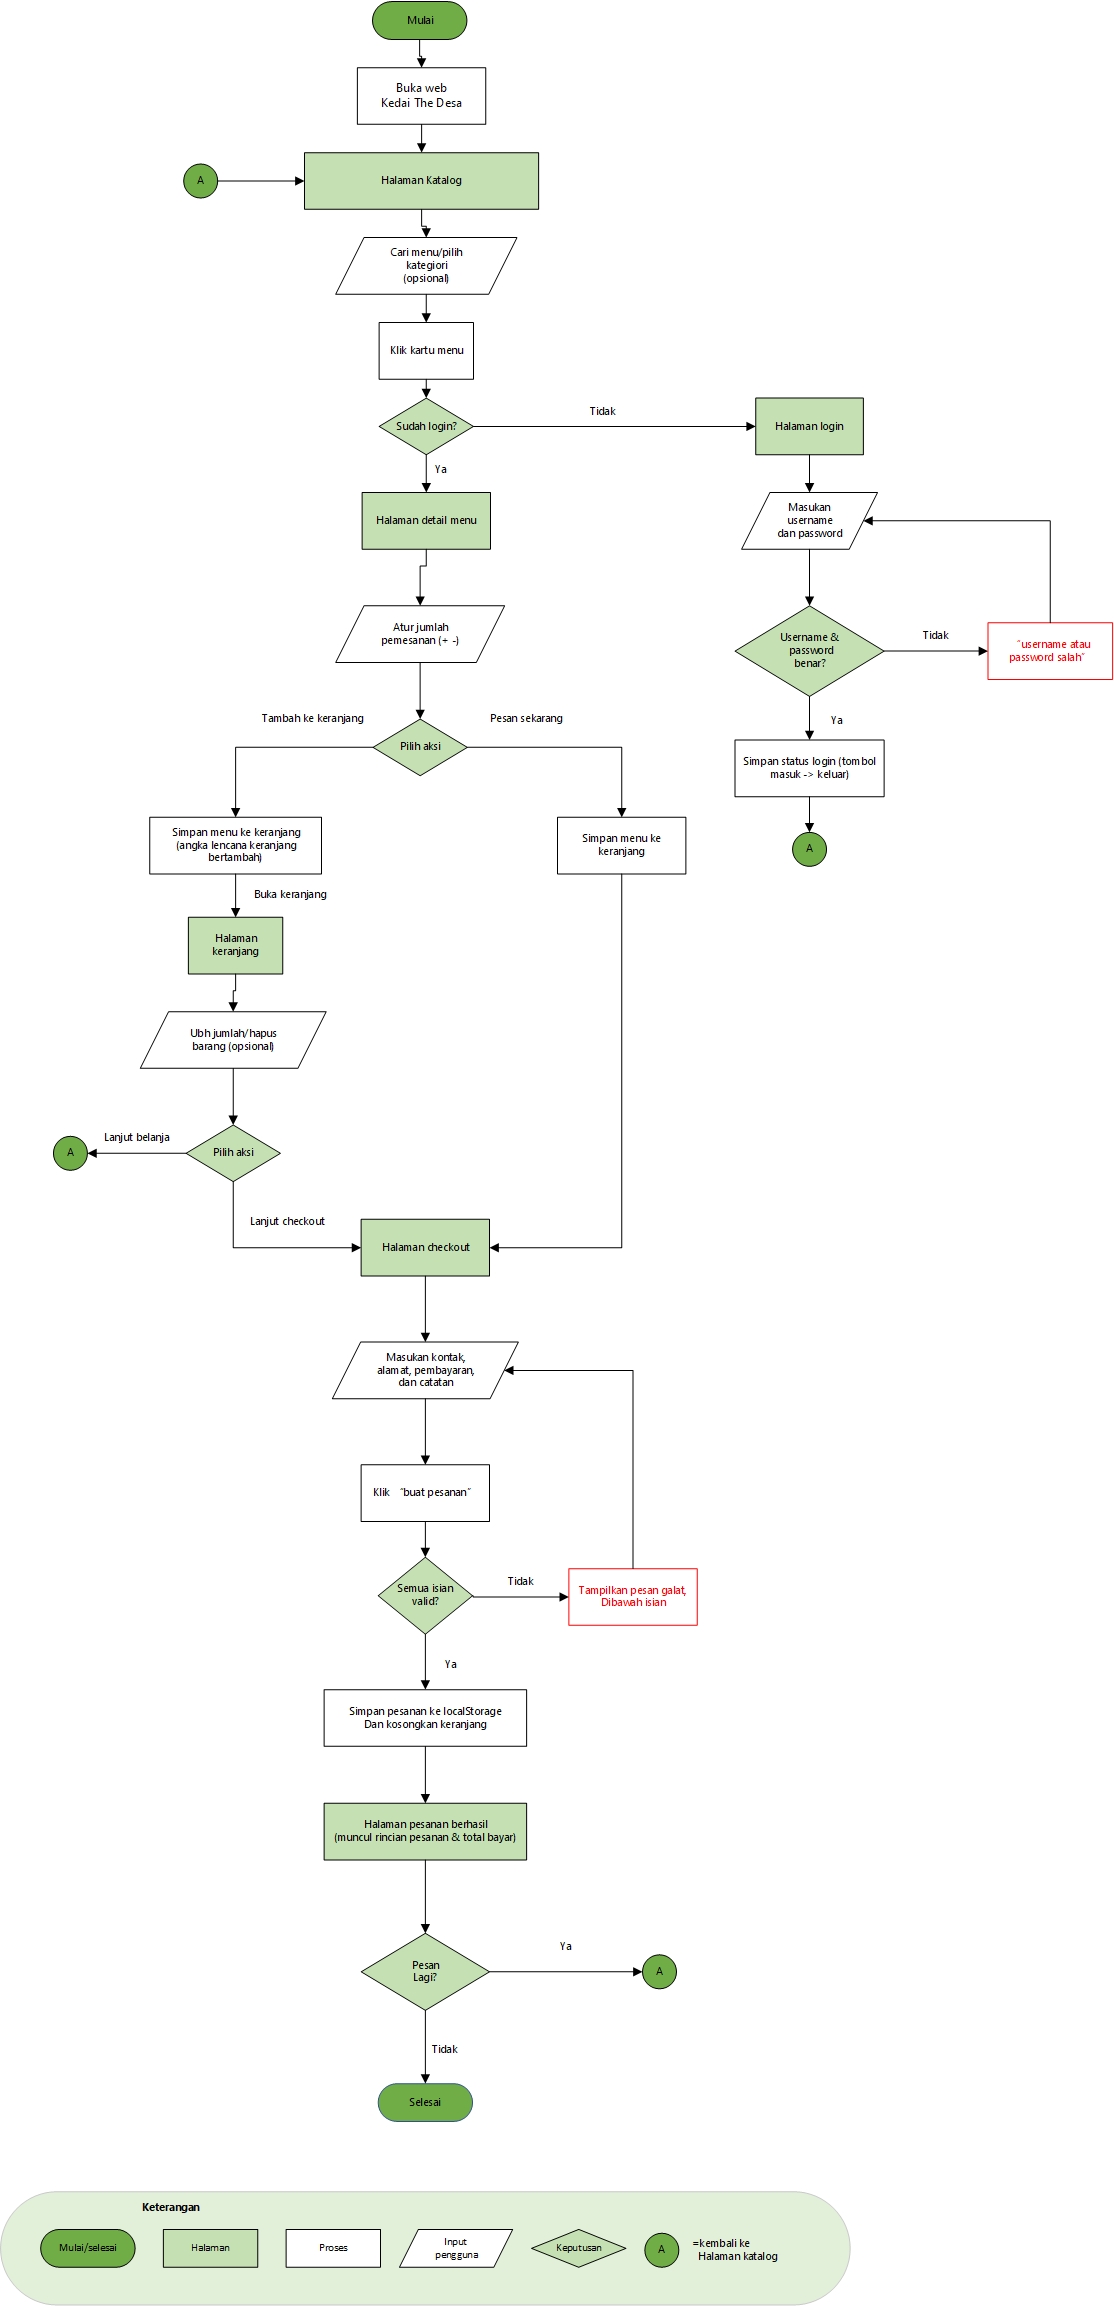 Mulai
Buka web
Kedai The Desa
A
Halaman Katalog
Cari menu/pilih
kategiori
(opsional)
Klik kartu menu
Sudah login?
Tidak
Halaman login
Ya
Halaman detail menu
Masukan
username
dan password
Atur jumlah
pemesanan (+ -)
Username &
password
benar?
Tidak
"username atau
password salah"
Ya
Tambah ke keranjang
Pilih aksi
Pesan sekarang
Simpan status login (tombol
masuk -> keluar)
A
Simpan menu ke keranjang
(angka lencana keranjang
bertambah)
Simpan menu ke
keranjang
Buka keranjang
Halaman
keranjang
Ubh jumlah/hapus
barang (opsional)
A
Lanjut belanja
Pilih aksi
Lanjut checkout
Halaman checkout
Masukan kontak,
alamat, pembayaran,
dan catatan
Klik "buat pesanan"
Semua isian
valid?
Tidak
Tampilkan pesan galat,
Dibawah isian
Ya
Simpan pesanan ke localStorage
Dan kosongkan keranjang
Halaman pesanan berhasil
(muncul rincian pesanan & total bayar)
Pesan
Lagi?
Ya
A
Tidak
Selesai
Keterangan
Mulai/selesai
Halaman
Proses
Input
pengguna
Keputusan
A
=kembali ke
Halaman katalog